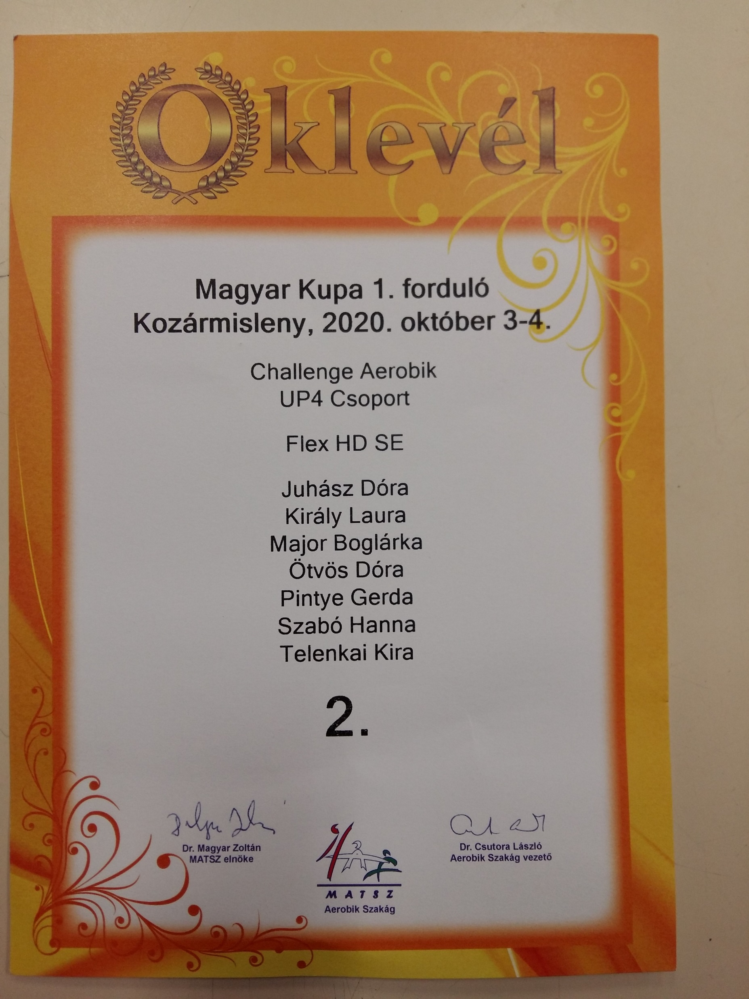 Oklevél
Magyar Kupa 1. forduló
Kozármisleny, 2020. október 3-4.
Challenge Aerobik
UP4 Csoport
Flex HD SE
Juhász Dóra
Király Laura
Major Boglárka
Ötvös Dóra
Pintye Gerda
Szabó Hanna
Telenkai Kira
2.
Dr. Magyar Zoltán
MATSZ elnöke
MATSZ
Aerobik Szakág
Dr. Csutora László
Aerobik Szakág vezető